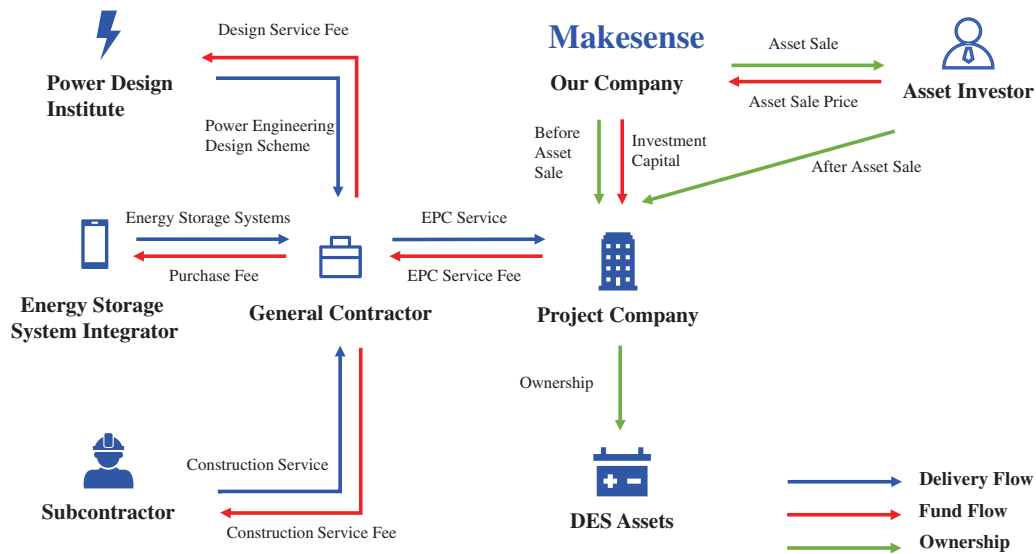 Design Service Fee
Power Design
Institute
Power Engineering
Design Scheme
Makesense
Our Company
Asset Sale
Asset Sale Price
Asset Investor
Before
Asset
Sale
Investment
Capital
After Asset Sale
Energy Storage Systems
Purchase Fee
EPC Service
EPC Service Fee
Energy Storage
System Integrator
General Contractor
Project Company
Ownership
Construction Service
Subcontractor
Construction Service Fee
DES Assets
Delivery Flow
Fund Flow
Ownership